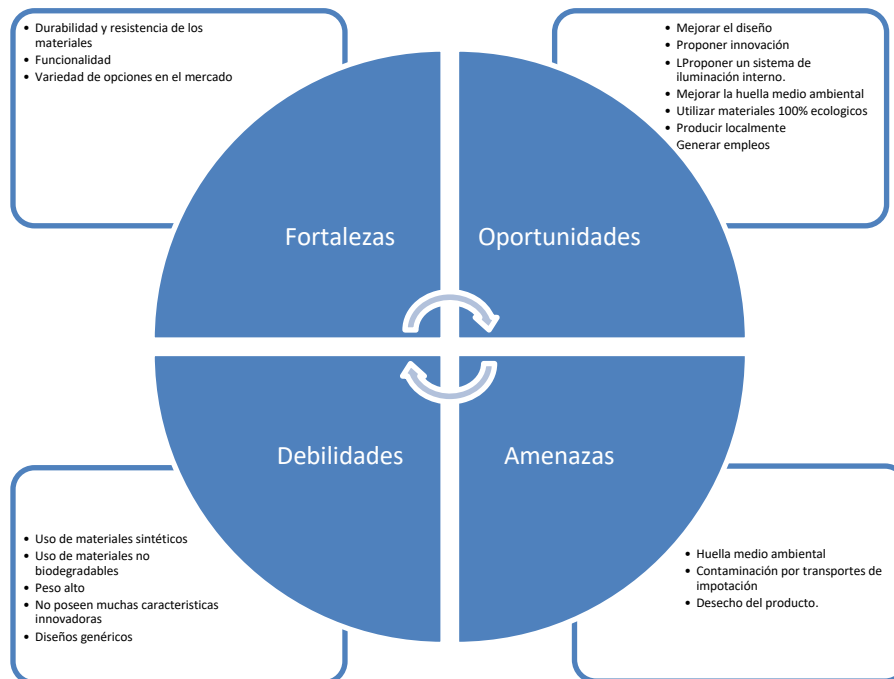 • Durabilidad y resistencia de los
materiales
• Funcionalidad
• Variedad de opciones en el mercado
• Mejorar el diseño
• Proponer innovación
• LProponer un sistema de
iluminación interno.
• Mejorar la huella medio ambiental
• Utilizar materiales 100% ecologicos
• Producir localmente
Generar empleos
Fortalezas
Oportunidades
Debilidades
Amenazas
• Uso de materiales sintéticos
• Uso de materiales no
biodegradables
• Peso alto
• No poseen muchas caracteristicas
innovadoras
• Diseños genéricos
• Huella medio ambiental
• Contaminación por transportes de
impotación
• Desecho del producto.